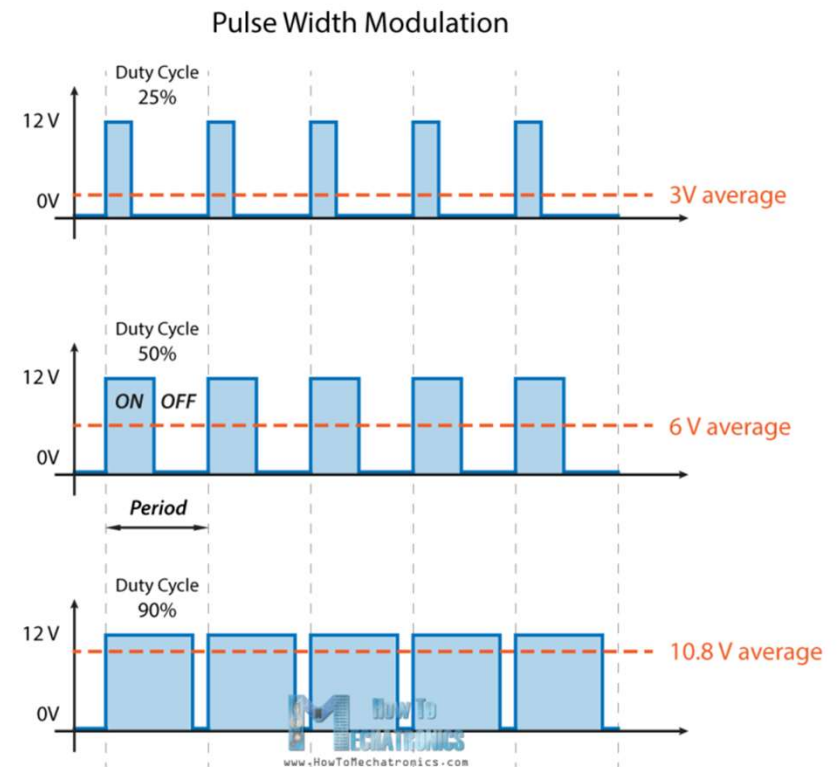 Pulse Width Modulation
Duty Cycle
25%
12 V
0V
3V average
Duty Cycle
50%
12 V
ON OFF
6 V average
0V
Period
Duty Cycle
90%
12 V
10.8 V average
0V
How To
MECHATRONICS
www.HowToMechatronics.com